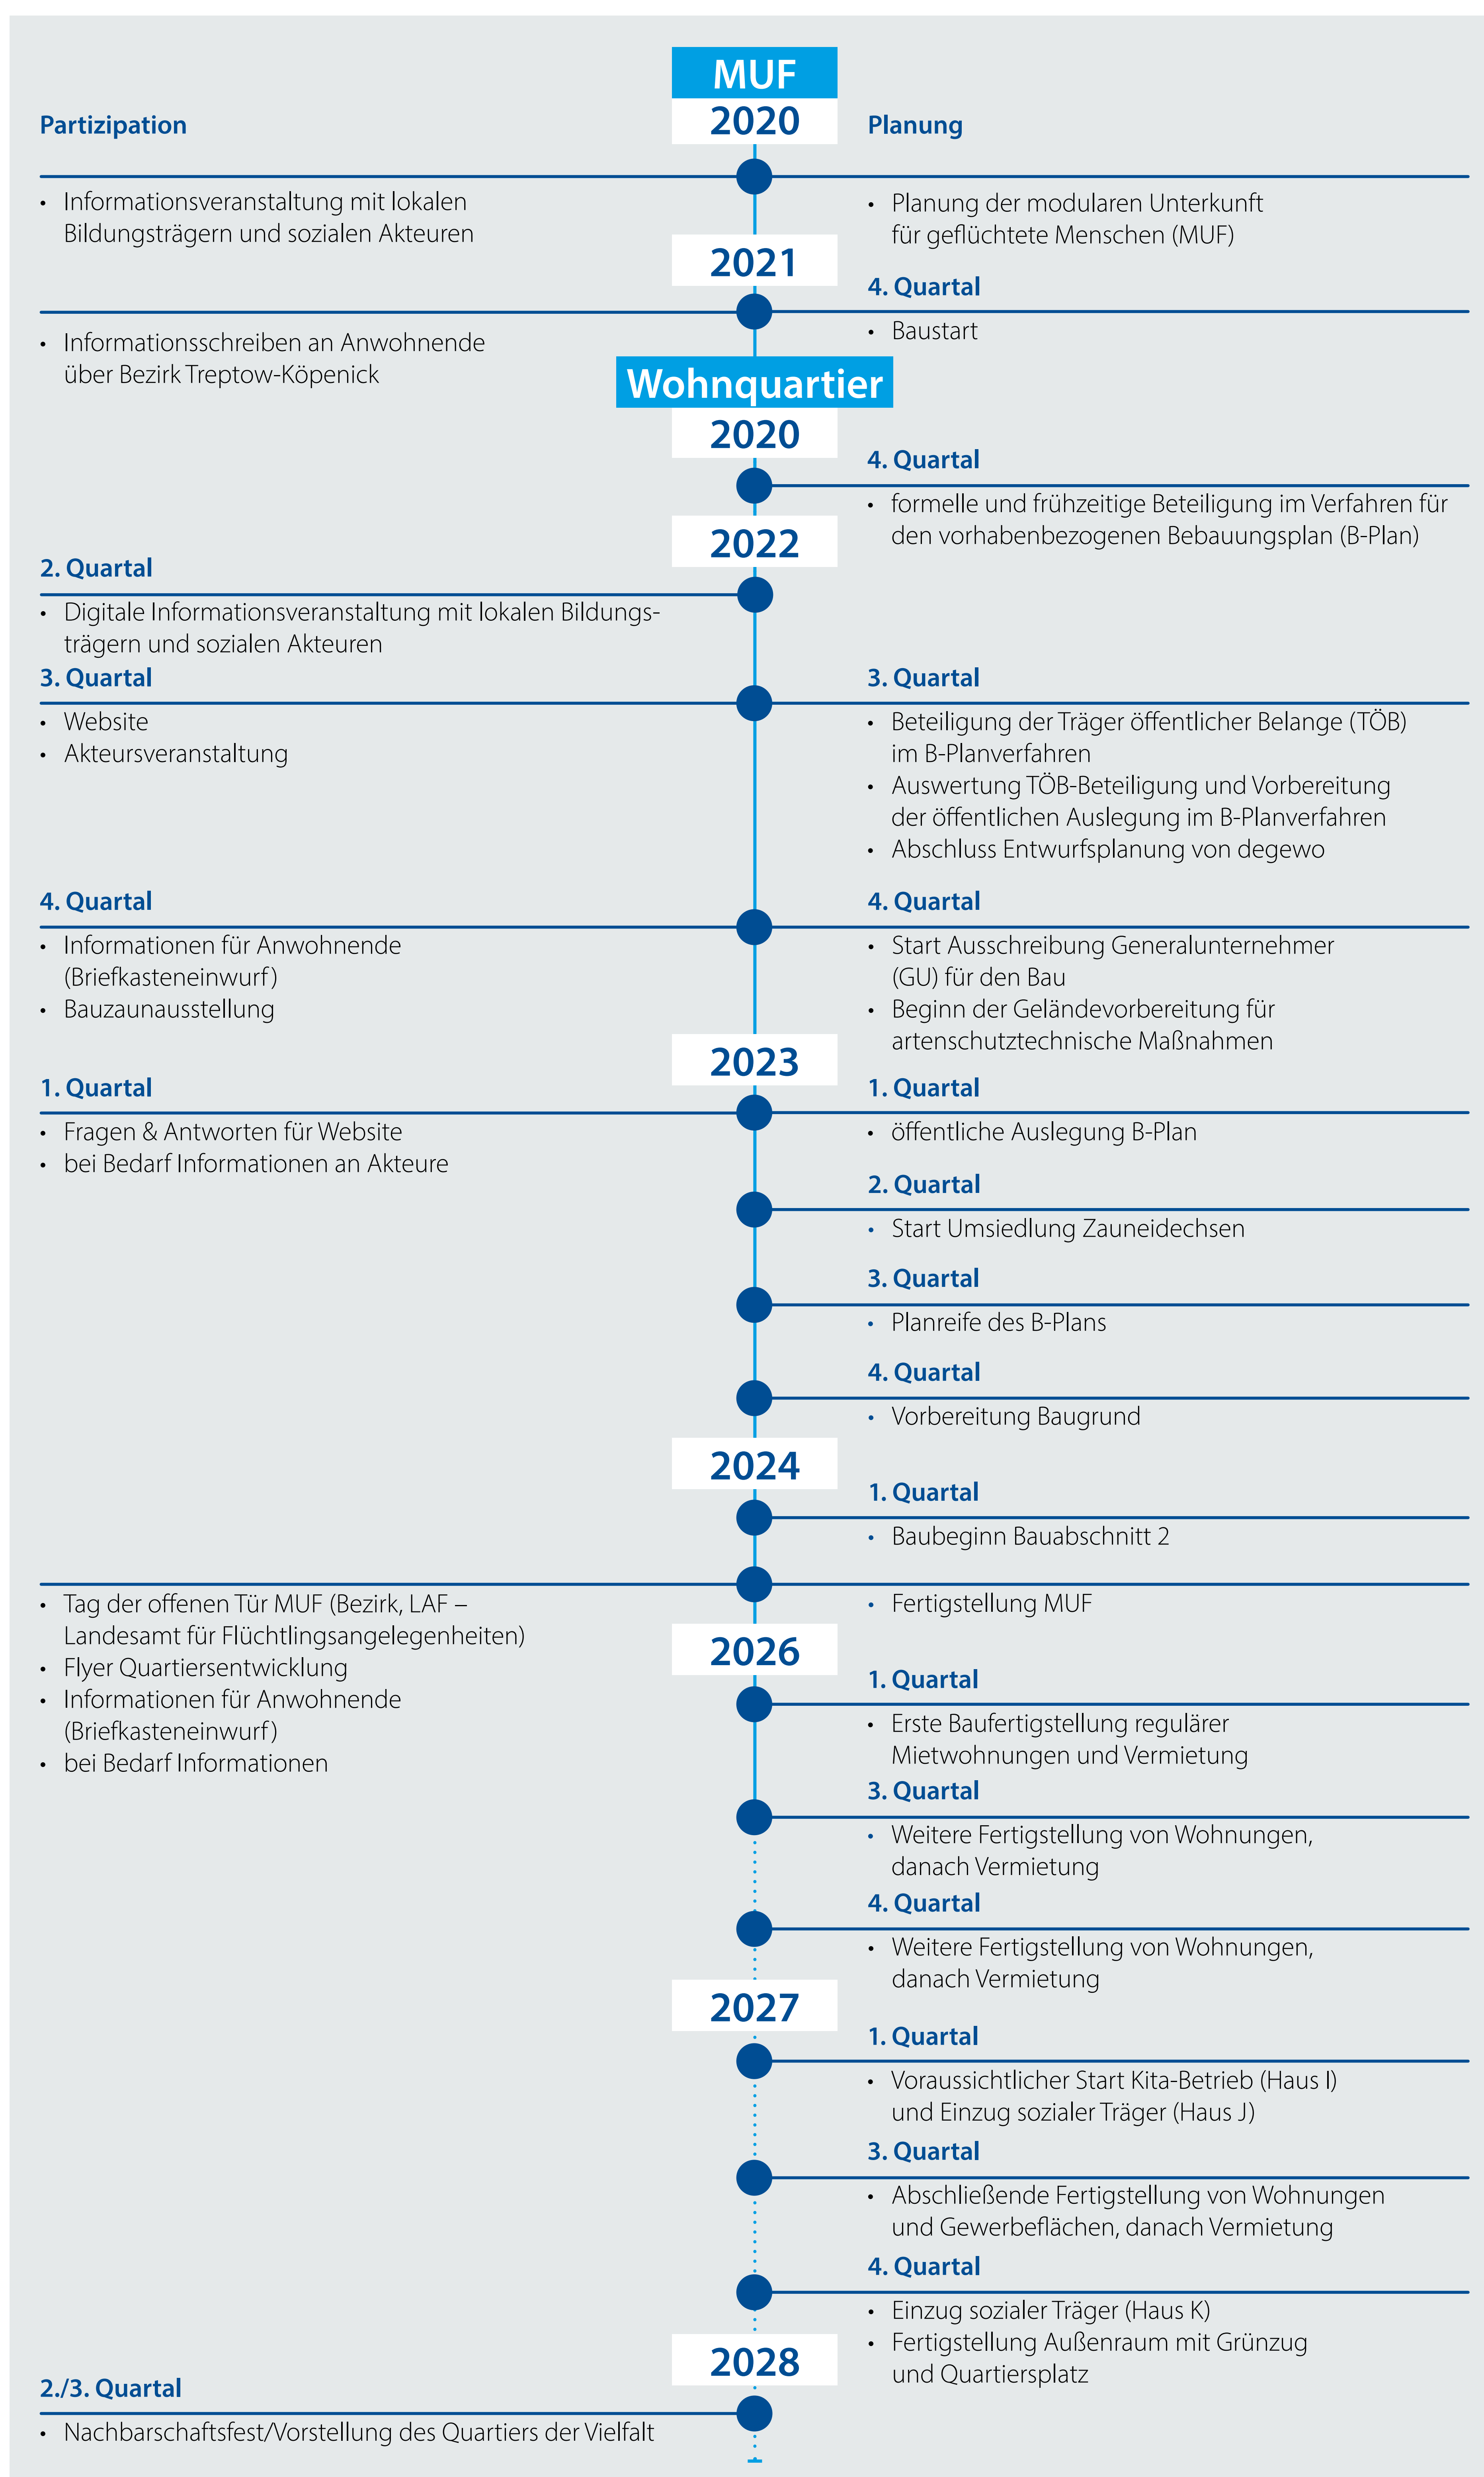 MUF
2020
Partizipation
Planung
• Informationsveranstaltung mit lokalen
Bildungsträgern und sozialen Akteuren
• Planung der modularen Unterkunft
für geflüchtete Menschen (MUF)
2021
4. Quartal
• Informationsschreiben an Anwohnende
über Bezirk Treptow-Köpenick
• Baustart
Wohnquartier
2020
4. Quartal
• formelle und frühzeitige Beteiligung im Verfahren für
den vorhabenbezogenen Bebauungsplan (B-Plan)
2022
2. Quartal
• Digitale Informationsveranstaltung mit lokalen Bildungs-
trägern und sozialen Akteuren
3. Quartal
• Website
• Akteursveranstaltung
3. Quartal
• Beteiligung der Träger öffentlicher Belange (TÖB)
im B-Planverfahren
• Auswertung TÖB-Beteiligung und Vorbereitung
der öffentlichen Auslegung im B-Planverfahren
• Abschluss Entwurfsplanung von degewo
4. Quartal
• Informationen für Anwohnende
(Briefkasteneinwurf)
• Bauzaunausstellung
4. Quartal
• Start Ausschreibung Generalunternehmer
(GU) für den Bau
• Beginn der Geländevorbereitung für
artenschutztechnische Maßnahmen
2023
1. Quartal
• Fragen & Antworten für Website
• bei Bedarf Informationen an Akteure
1. Quartal
• öffentliche Auslegung B-Plan
2. Quartal
• Start Umsiedlung Zauneidechsen
3. Quartal
• Planreife des B-Plans
4. Quartal
• Vorbereitung Baugrund
2024
1. Quartal
• Baubeginn Bauabschnitt 2
• Tag der offenen Tür MUF (Bezirk, LAF –
Landesamt für Flüchtlingsangelegenheiten)
• Flyer Quartiersentwicklung
• Informationen für Anwohnende
(Briefkasteneinwurf)
• bei Bedarf Informationen
• Fertigstellung MUF
2026
1. Quartal
• Erste Baufertigstellung regulärer
Mietwohnungen und Vermietung
3. Quartal
• Weitere Fertigstellung von Wohnungen,
danach Vermietung
4. Quartal
• Weitere Fertigstellung von Wohnungen,
danach Vermietung
2027
1. Quartal
• Voraussichtlicher Start Kita-Betrieb (Haus I)
und Einzug sozialer Träger (Haus J)
3. Quartal
• Abschließende Fertigstellung von Wohnungen
und Gewerbeflächen, danach Vermietung
4. Quartal
• Einzug sozialer Träger (Haus K)
• Fertigstellung Außenraum mit Grünzug
und Quartiersplatz
2028
2./3. Quartal
• Nachbarschaftsfest/Vorstellung des Quartiers der Vielfalt